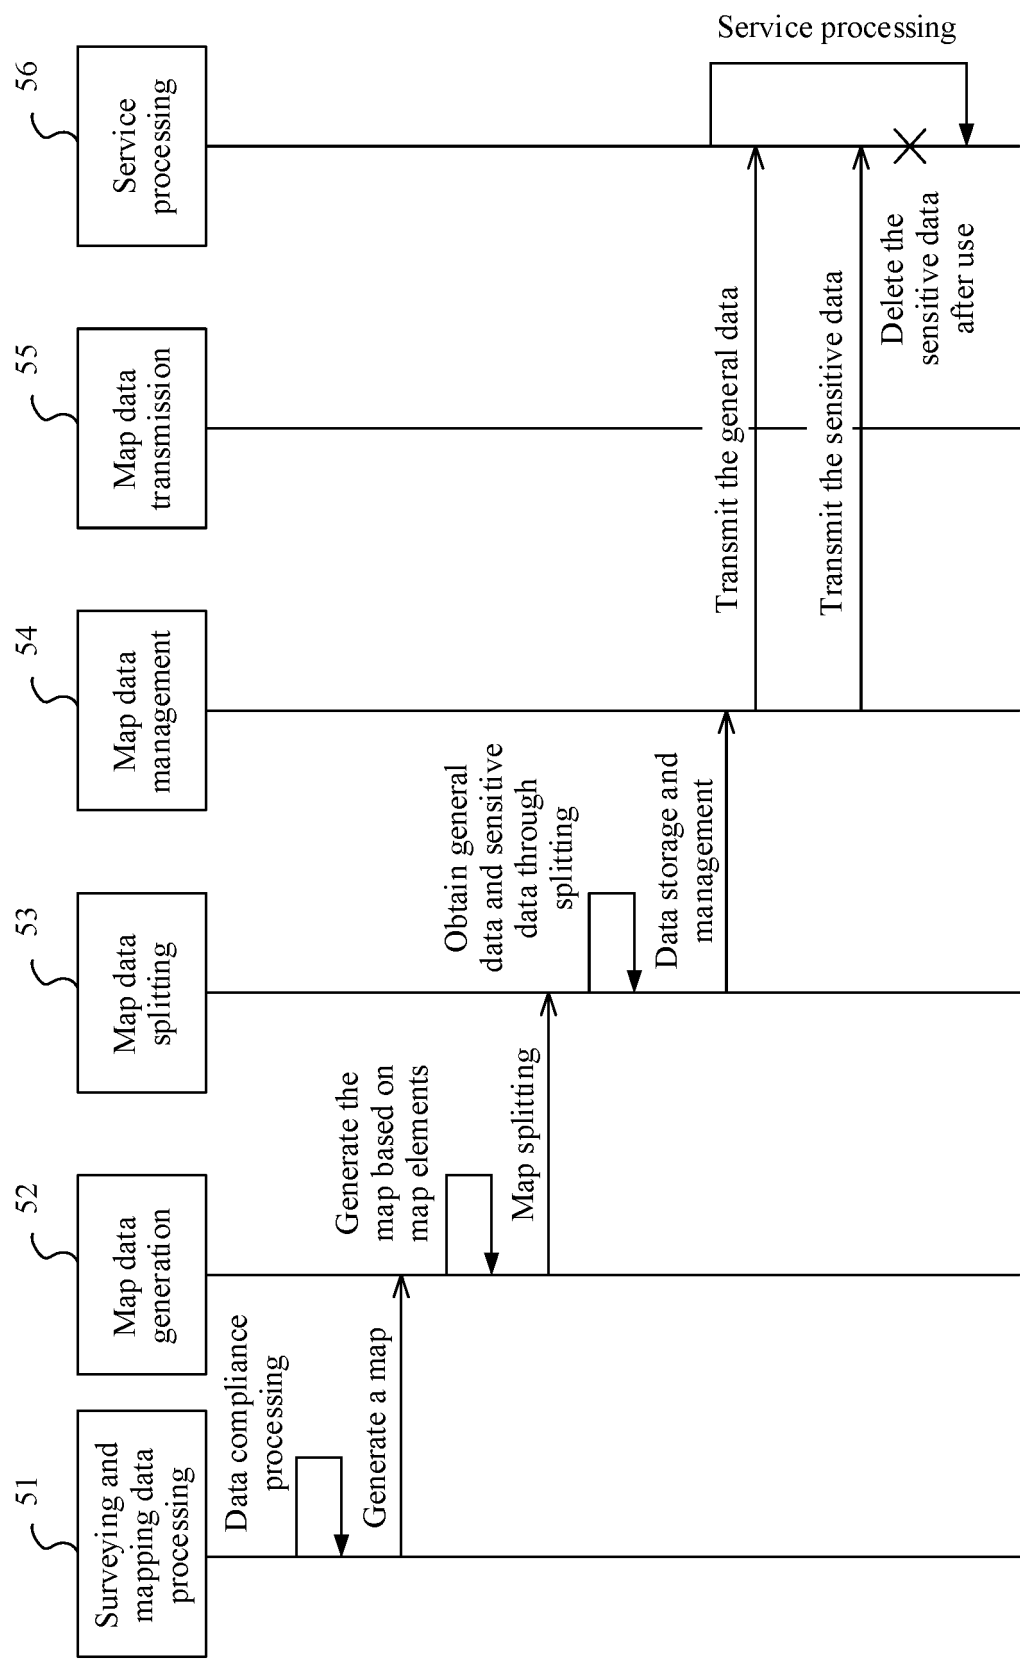 51
Surveying and
mapping data
processing
52
Map data
generation
53
Map data
splitting
54
Map data
management
55
Map data
transmission
56
Service
processing
Data compliance
processing
Generate a map
Generate the
map based on
map elements
Map splitting
Obtain general
data and sensitive
data through
splitting
Data storage and
management
Transmit the general data
Transmit the sensitive data
Delete the
sensitive data
after use
Service processing